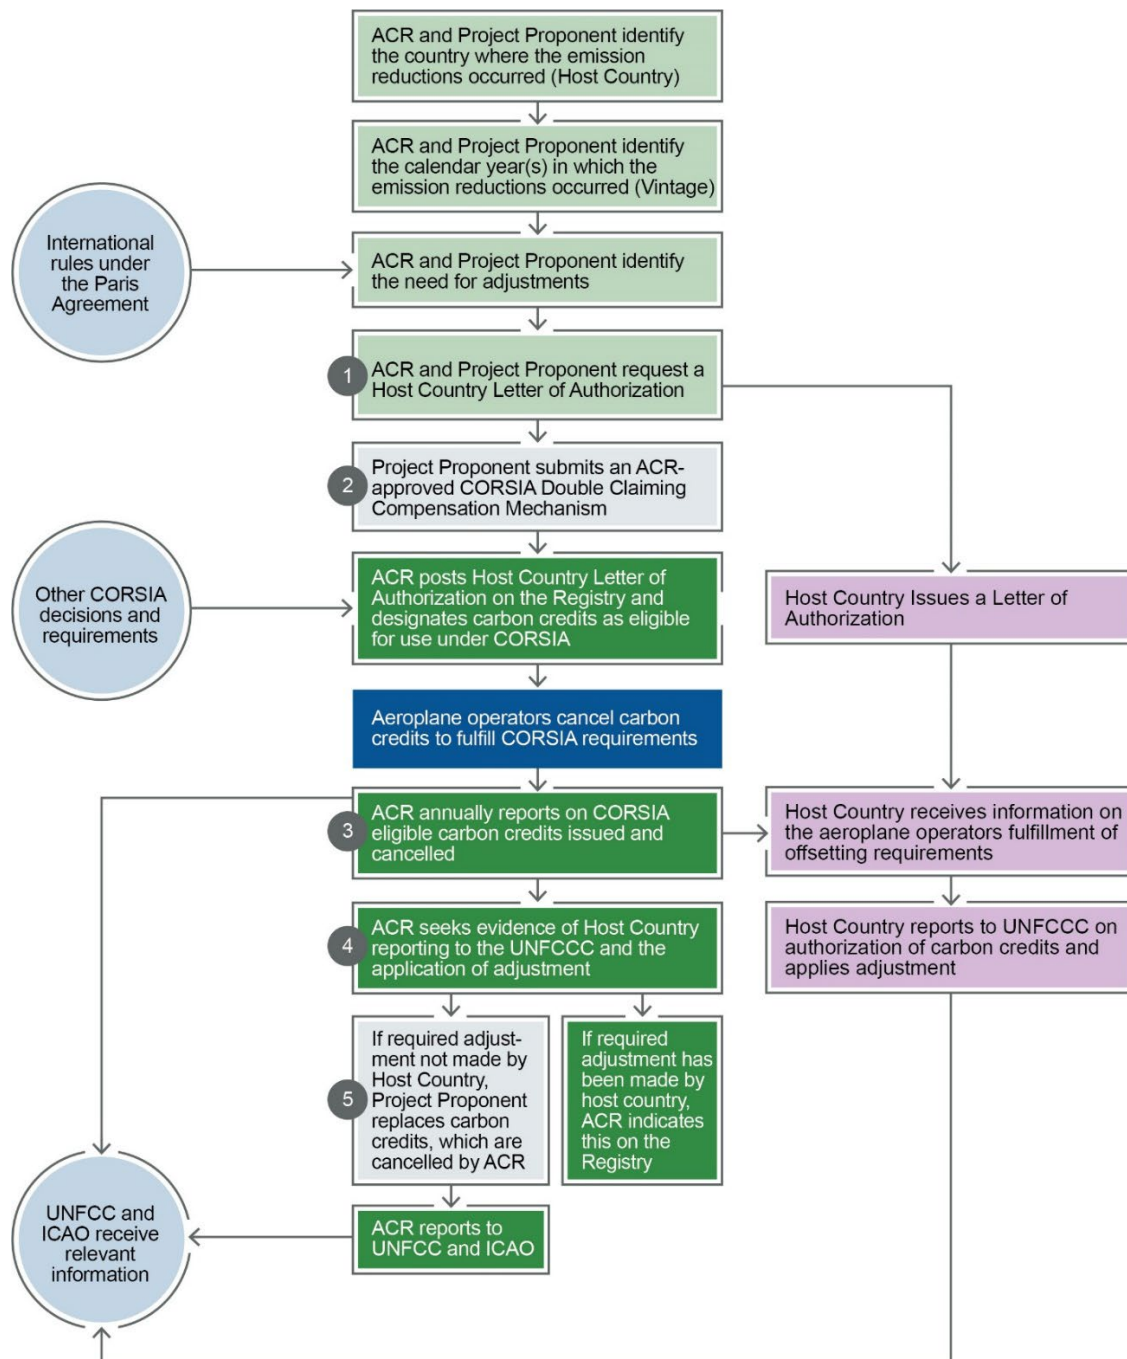 ACR and Project Proponent identify
the country where the emission
reductions occurred (Host Country)
ACR and Project Proponent identify
the calendar year(s) in which the
emission reductions occurred (Vintage)
International
rules under
the Paris
Agreement
ACR and Project Proponent identify
the need for adjustments
1
ACR and Project Proponent request a
Host Country Letter of Authorization
2
Project Proponent submits an ACR-
approved CORSIA Double Claiming
Compensation Mechanism
Other CORSIA
decisions and
requirements
ACR posts Host Country Letter of
Authorization on the Registry and
designates carbon credits as eligible
for use under CORSIA
Host Country Issues a Letter of
Authorization
Aeroplane operators cancel carbon
credits to fulfill CORSIA requirements
3
ACR annually reports on CORSIA
eligible carbon credits issued and
cancelled
Host Country receives information on
the aeroplane operators fulfillment of
offsetting requirements
4
ACR seeks evidence of Host Country
reporting to the UNFCCC and the
application of adjustment
Host Country reports to UNFCCC on
authorization of carbon credits and
applies adjustment
5
If required adjust-
ment not made by
Host Country,
Project Proponent
replaces carbon
credits, which are
cancelled by ACR
If required
adjustment has
been made by
host country,
ACR indicates
this on the
Registry
UNFCC and
ICAO receive
relevant
information
ACR reports to
UNFCC and ICAO